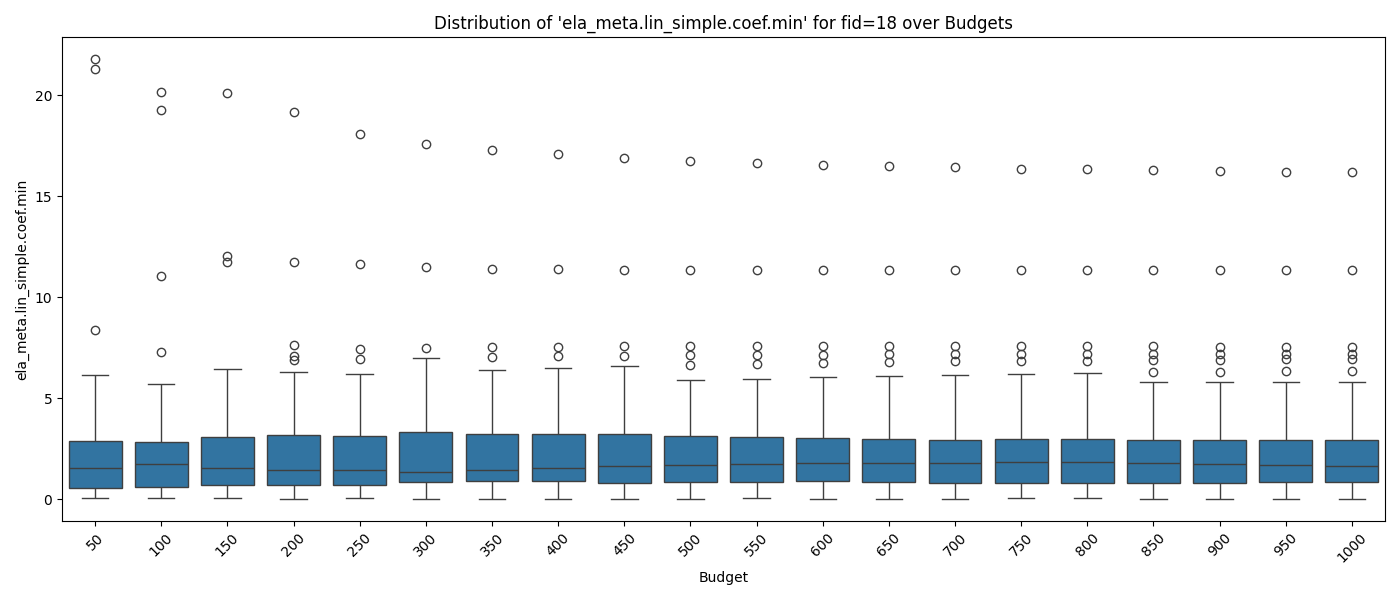 Distribution of 'ela_meta.lin_simple.coef.min' for fid=18 over Budgets
ela_meta.lin_simple.coef.min
20
15
10
5
0
50 100 150 200 250 300 350 400 450 500 550 600 650 700 750 800 850 900 950 1000
Budget